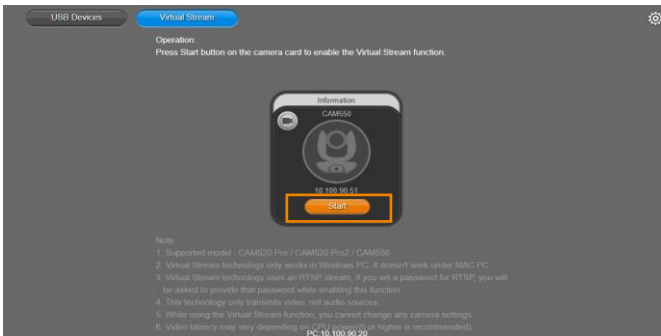 USB Devices
Virtual Stream
Operation:
Press Start button on the camera card to enable the Virtual Stream function.
Information
CAM550
10.100.90.51
Start
Note :
1. Supported model : CAM520 Pro / CAM520 Pro2 / CAM550
2. Virtual Stream technology only works in Windows PC. It doesn't work under MAC PC.
3. Virtual Stream technology uses an RTSP stream, If you set a password for RTSP, you will
be asked to provide that password while enabling this function.
4. This technology only transmits video, not audio sources.
5. While using the Virtual Stream function, you cannot change any camera settings.
6. Video latency may very depending on CPU power(i5 or higher is recommended).
PC:10.100.90.20